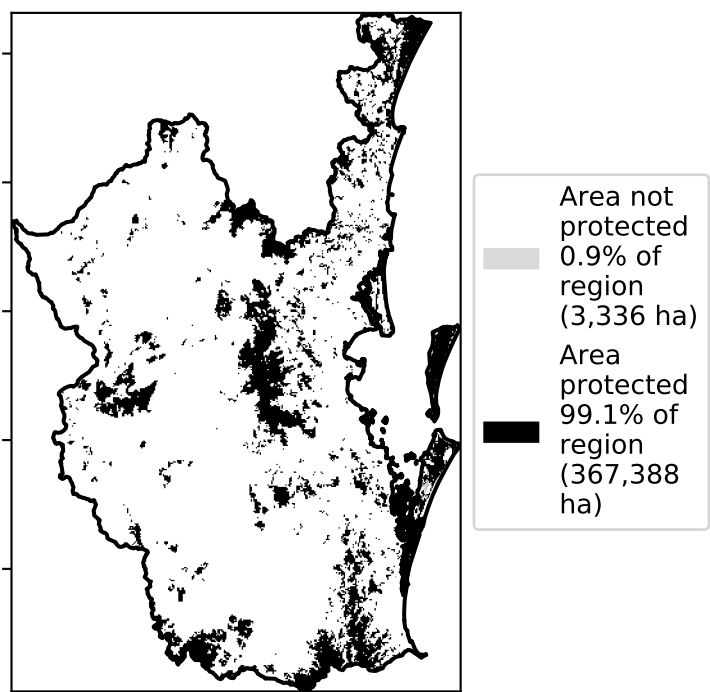 Area not
protected
0.9% of
region
(3,336 ha)
Area
protected
99.1% of
region
(367,388
ha)